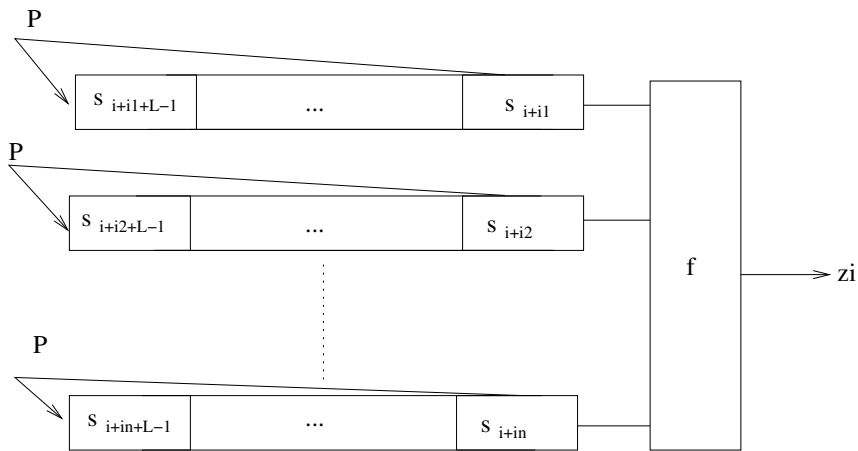 P
s i+i1+L−1 ... s i+i1
P
s i+i2+L−1 ... s i+i2
f
zi
P
s i+in+L−1 ... s i+in